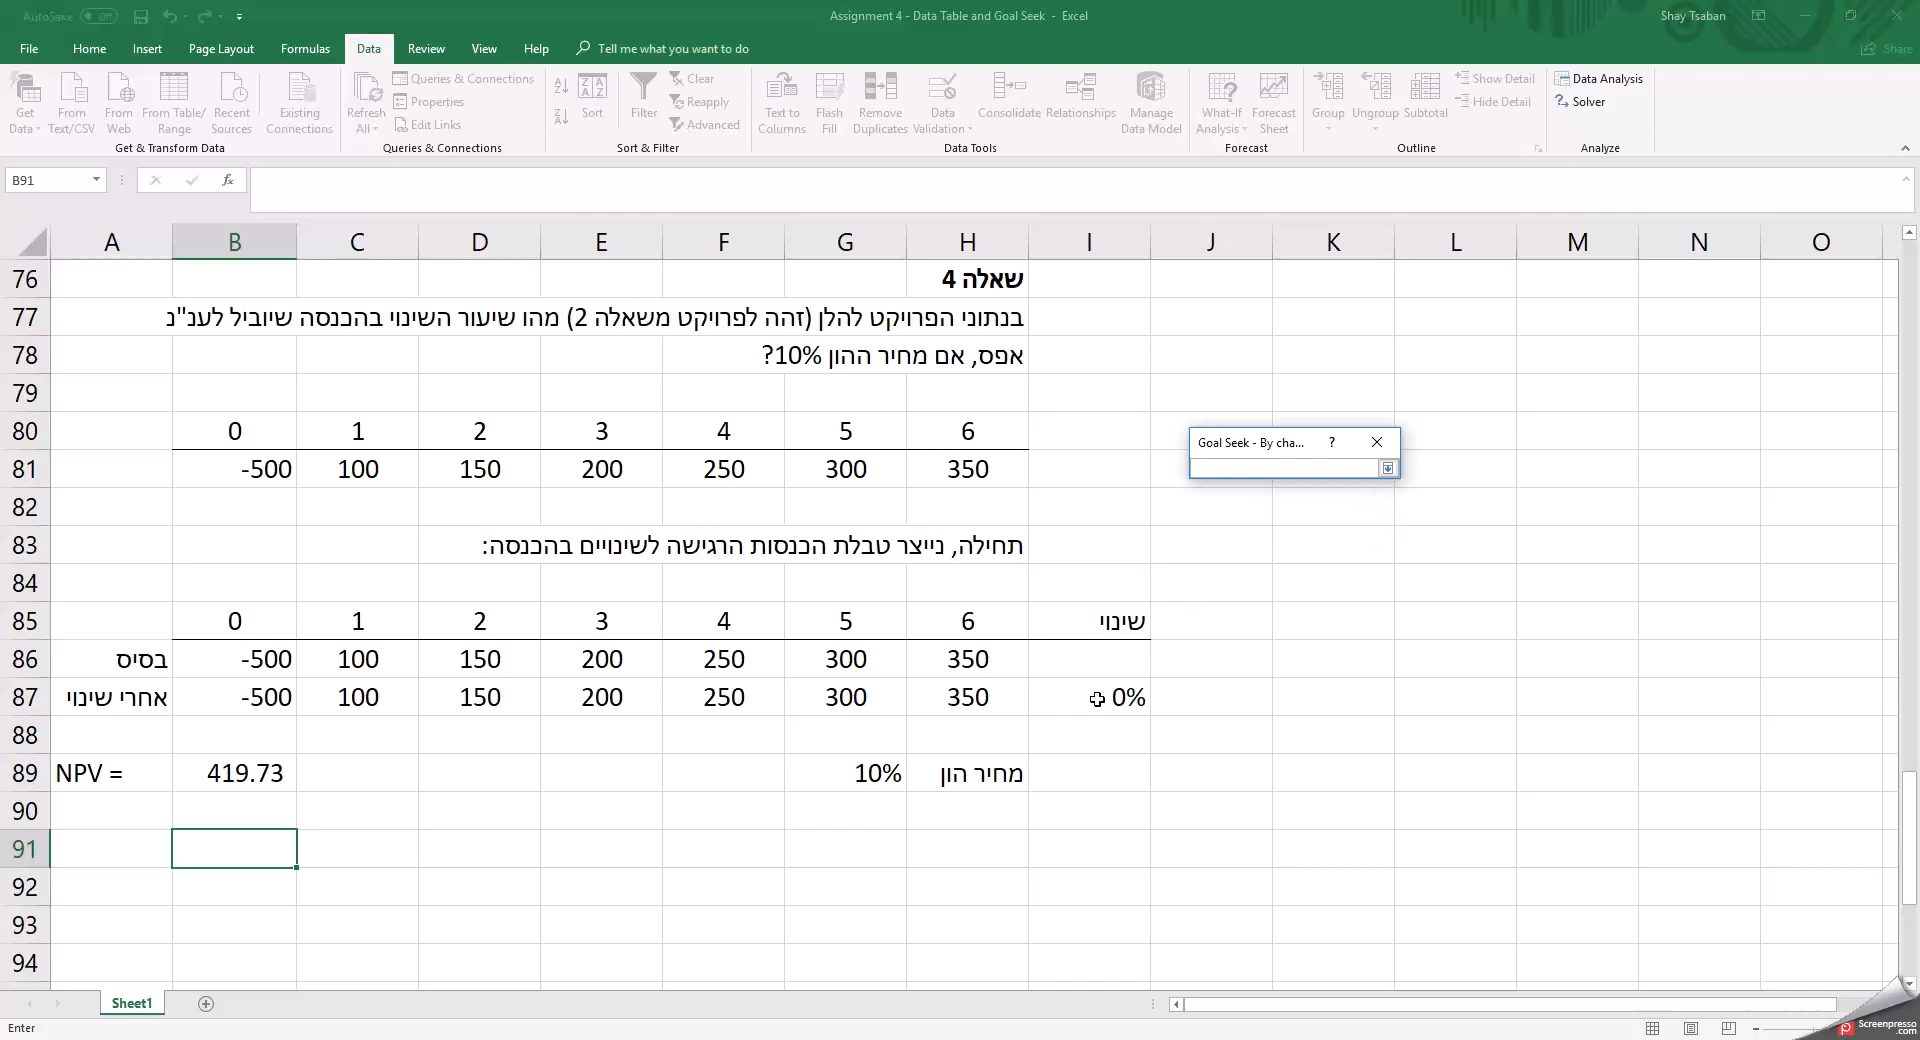 AutoSave Off
Assignment 4 - Data Table and Goal Seek - Excel
Shay Tsaban
File Home Insert Page Layout Formulas Data Review View Help Tell me what you want to do
Share
Get Data
From Text/CSV
From Web
From Table/ Range
Recent Sources
Existing Connections
Get & Transform Data
Refresh All
Queries & Connections
Properties
Edit Links
Queries & Connections
Sort
Filter
Clear
Reapply
Advanced
Sort & Filter
Text to Columns
Flash Fill
Remove Duplicates
Data Validation
Consolidate
Relationships
Manage Data Model
Data Tools
What-If Analysis
Forecast Sheet
Forecast
Group
Ungroup
Subtotal
Show Detail
Hide Detail
Outline
Data Analysis
Solver
Analyze
B91
fx
A B C D E F G H I J K L M N O
76 שאלה 4
77 בנתוני הפרויקט להלן (זהה לפרויקט משאלה 2) מהו שיעור השינוי בהכנסה שיוביל לענ"נ
78 אפס, אם מחיר ההון 10%?
79
80 0 1 2 3 4 5 6
Goal Seek - By cha... ?
81 -500 100 150 200 250 300 350
82
83 תחילה, נייצר טבלת הכנסות הרגישה לשינויים בהכנסה:
84
85 0 1 2 3 4 5 6 שינוי
86 בסיס -500 100 150 200 250 300 350
87 אחרי שינוי -500 100 150 200 250 300 350 0%
88
89 NPV = 419.73 10% מחיר הון
90
91
92
93
94
Sheet1
Enter
Screenpresso
.com